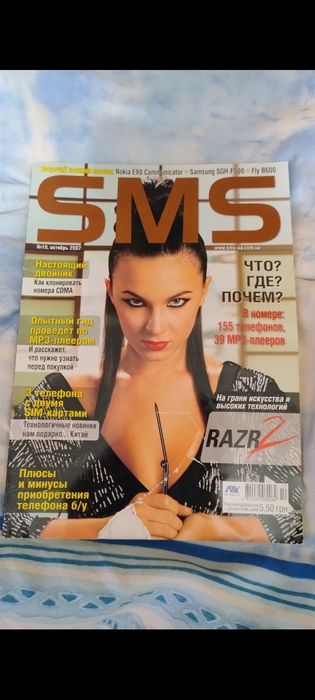 Nokia E90 Communicator Samsung SGH-F500 Fly B600
SMS
№10, октябрь 2007
www.sms-ua.com.ua
Настоящий
двойник
Как клонировать
номера CDMA
Опытный гид
проведет по
MP3-плеерам
И расскажет,
что нужно узнать
перед покупкой
3 телефона
с двумя
SIM-картами
Технологичные новинки
нам подарил... Китай
Плюсы
и минусы
приобретения
телефона б/у
ЧТО?
ГДЕ?
ПОЧЕМ?
В номере:
155 телефонов,
39 MP3-плееров
На грани искусства и
высоких технологий
RAZR2
5.50 грн